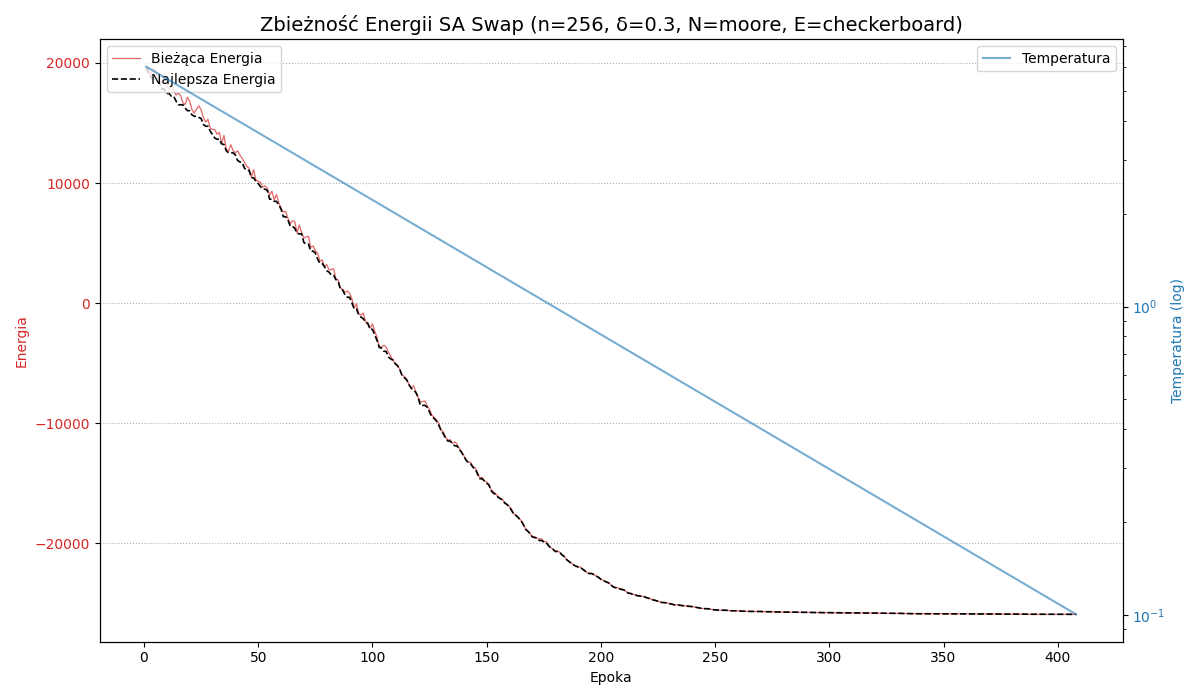 Zbieżność Energii SA Swap (n=256, δ=0.3, N=moore, E=checkerboard)
Bieżąca Energia
Najlepsza Energia
Temperatura
20000
10000
0
−10000
−20000
Energia
10⁰
10⁻¹
Temperatura (log)
0 50 100 150 200 250 300 350 400
Epoka